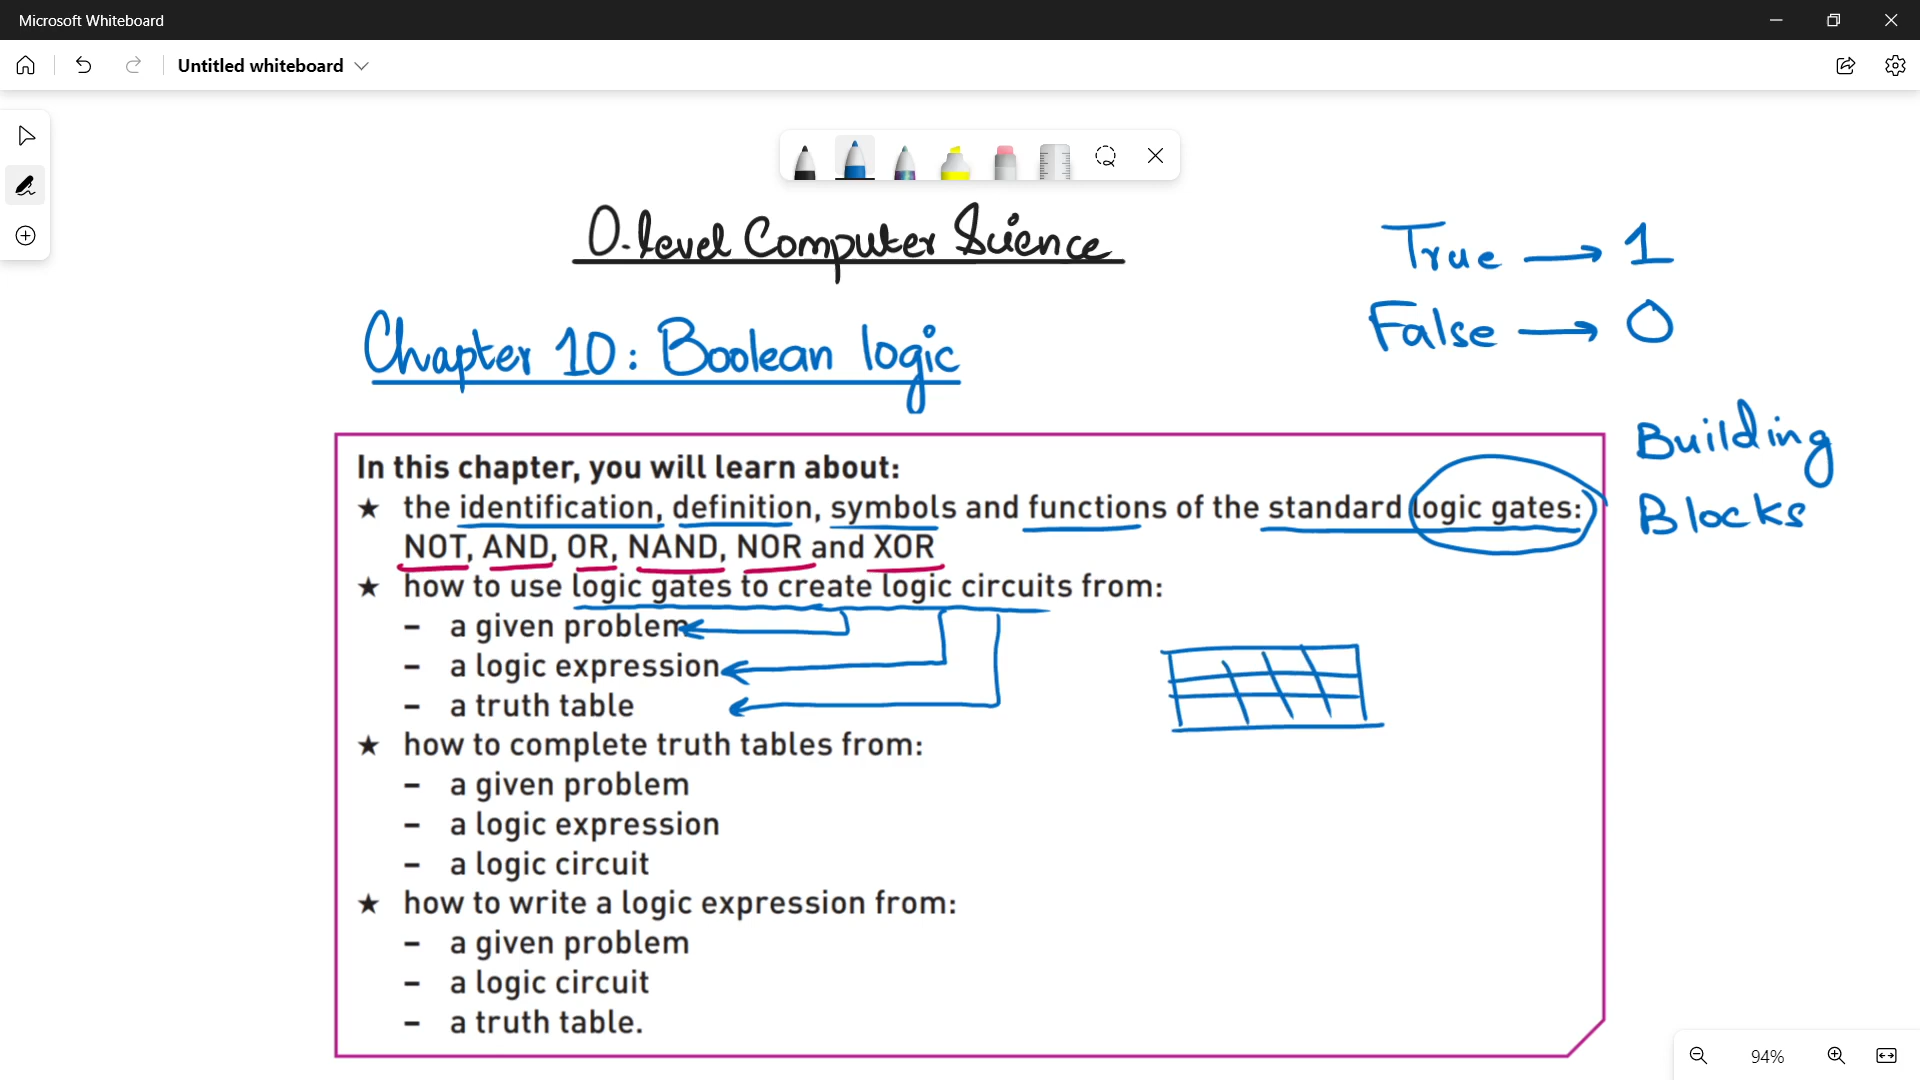 Microsoft Whiteboard
Untitled whiteboard
O-level Computer Science
True → 1
False → 0
Chapter 10: Boolean logic
Building
Blocks
In this chapter, you will learn about:
★ the identification, definition, symbols and functions of the standard logic gates:
NOT, AND, OR, NAND, NOR and XOR
★ how to use logic gates to create logic circuits from:
– a given problem
– a logic expression
– a truth table
★ how to complete truth tables from:
– a given problem
– a logic expression
– a logic circuit
★ how to write a logic expression from:
– a given problem
– a logic circuit
– a truth table.
94%